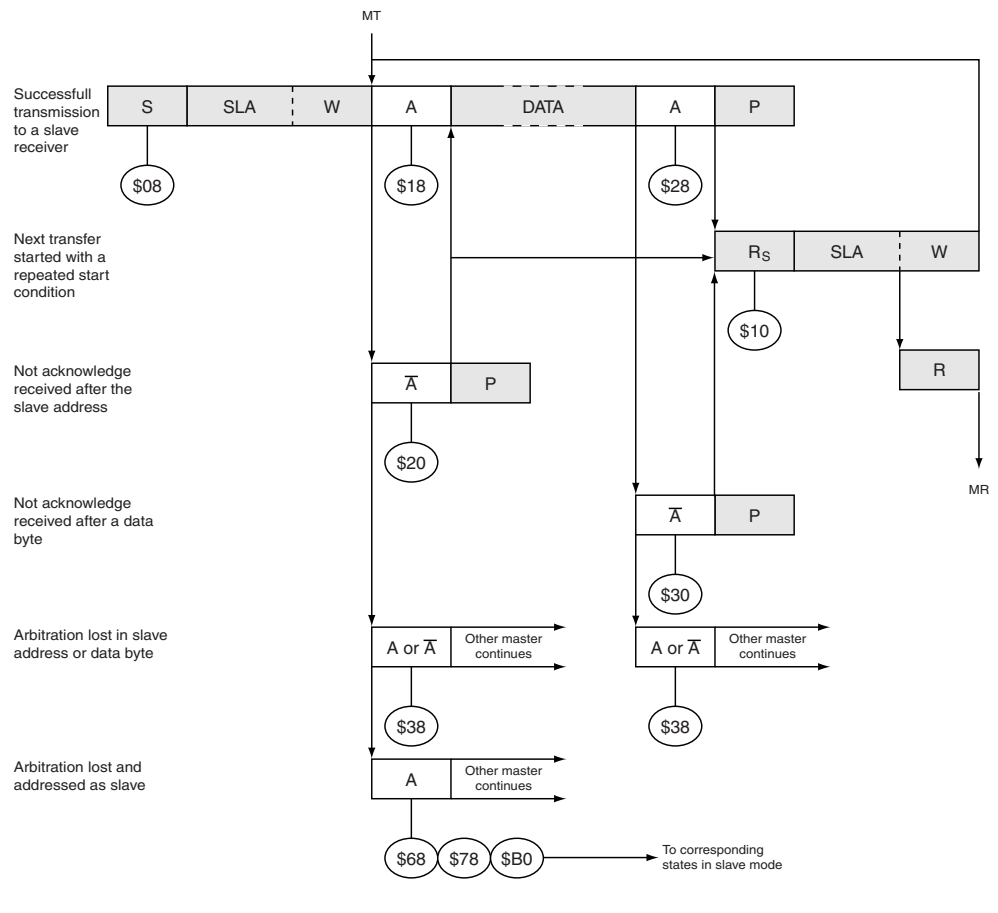 MT
Successfull
transmission
to a slave
receiver
S SLA W A DATA A P
$08 $18 $28
Next transfer
started with a
repeated start
condition
RS SLA W
$10
Not acknowledge
received after the
slave address
A̅ P
R
$20
MR
Not acknowledge
received after a data
byte
A̅ P
$30
Arbitration lost in slave
address or data byte
A or A̅
Other master
continues
A or A̅
Other master
continues
$38 $38
Arbitration lost and
addressed as slave
A
Other master
continues
$68 $78 $B0
To corresponding
states in slave mode